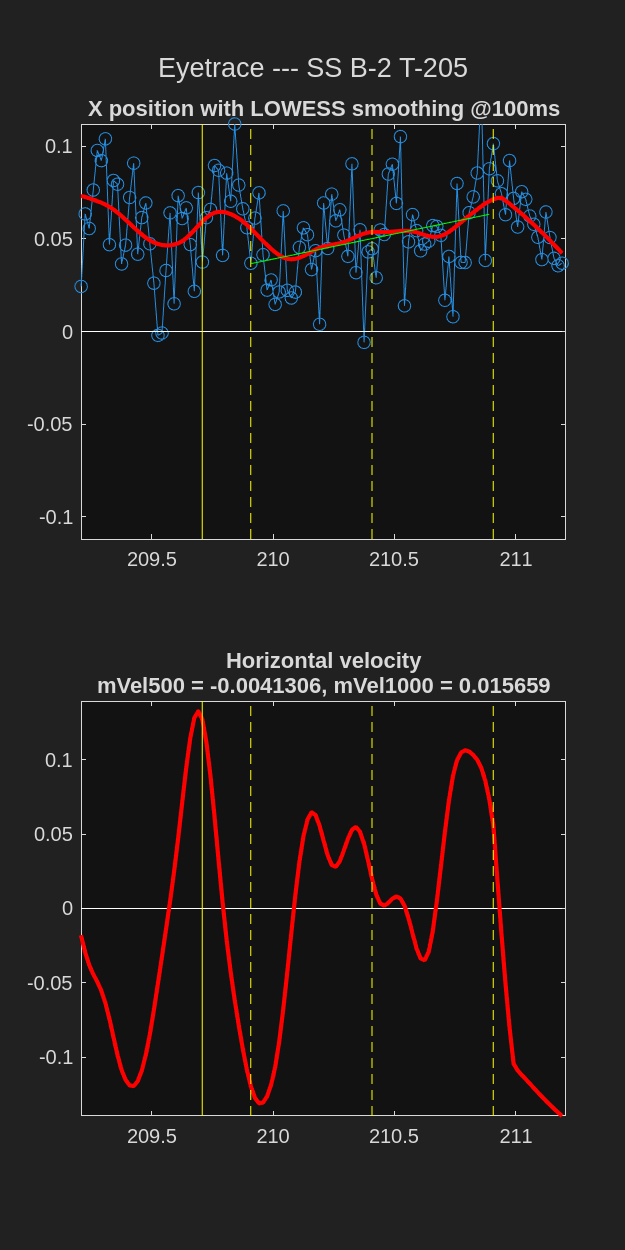 Eyetrace --- SS B-2 T-205
X position with LOWESS smoothing @100ms
0.1
0.05
0
-0.05
-0.1
209.5 210 210.5 211
Horizontal velocity
mVel500 = -0.0041306, mVel1000 = 0.015659
0.1
0.05
0
-0.05
-0.1
209.5 210 210.5 211